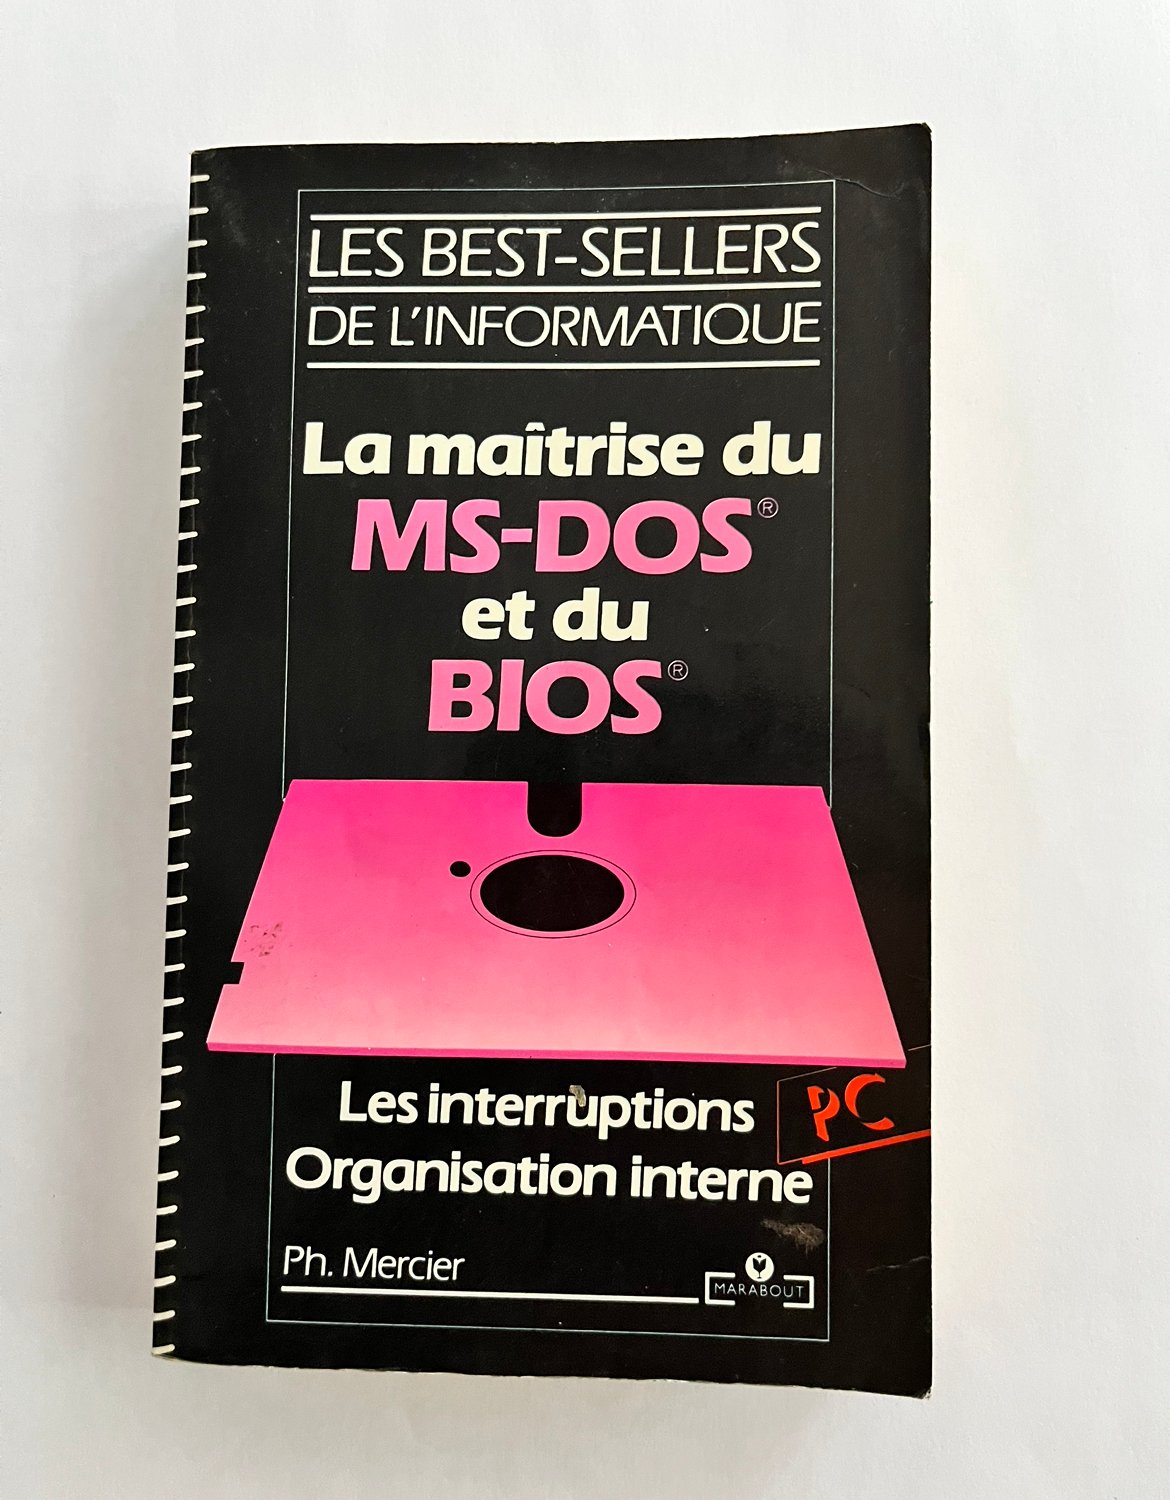 LES BEST-SELLERS
DE L'INFORMATIQUE
La maîtrise du
MS-DOS®
et du
BIOS®
PC
Les interruptions
Organisation interne
Ph. Mercier
MARABOUT